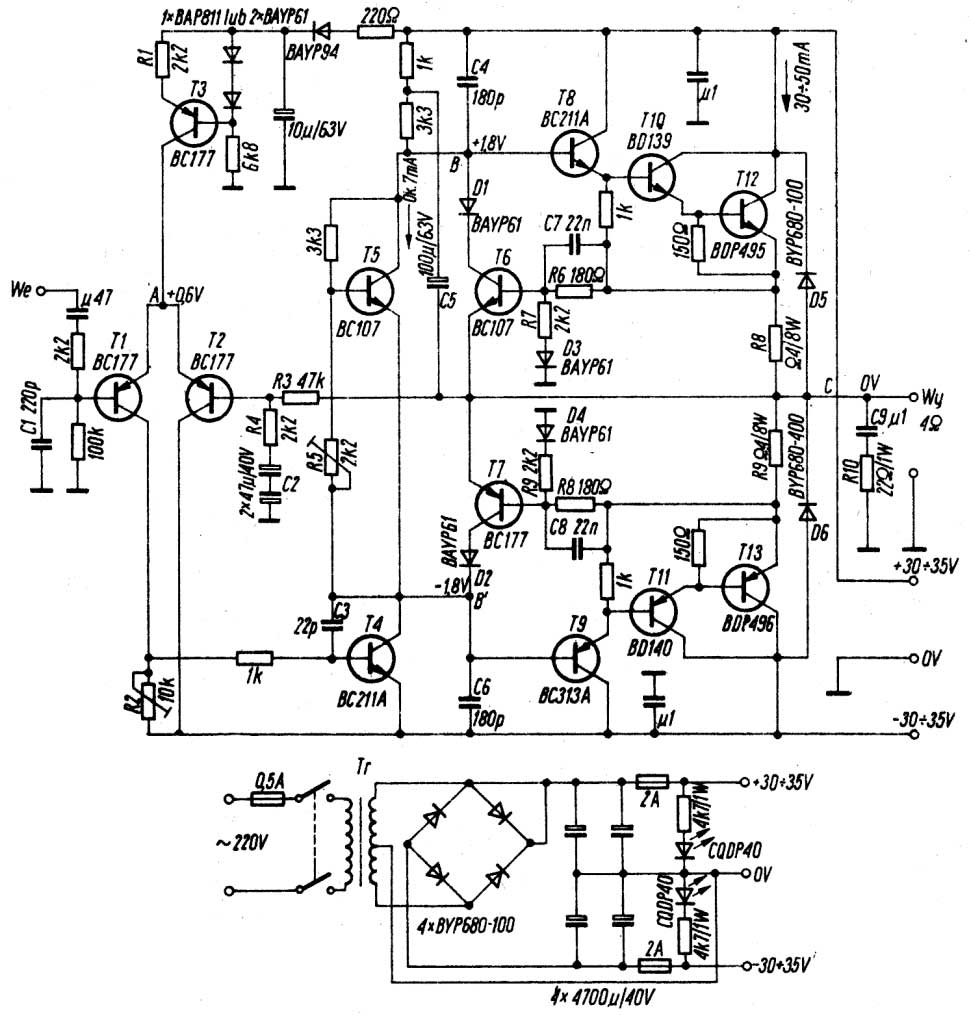 1×BAP811 lub 2×BAYP61
220Ω
BAYP94
R1
2k2
T3
BC177
6k8
10μ/63V
1k
3k3
C4
180p
+1,8V
B
0k.7mA
T8
BC211A
μ1
30÷50mA
T10
BD139
T12
BDP495
150Ω
BYP680-100
D5
D1
BAYP61
C7 22n
1k
R6 180Ω
R7
2k2
D3
BAYP61
3k3
T5
BC107
100μ/63V
C5
T6
BC107
R8
Ω4/8W
We
μ47
A
+0,6V
2k2
T1
BC177
T2
BC177
C1 220p
100k
R3 47k
R4
2k2
2×47μ/40V
C2
R5
2k2
C
0V
Wy
4Ω
C9 μ1
R10
22Ω/1W
D4
BAYP61
R9 2k2
R8 180Ω
C8 22n
T7
BC177
BAYP61
D2
-1,8V
B'
R9 Ω4/8W
BYP680-400
D6
150Ω
T13
BDP496
1k
T11
BD140
+30÷35V
C3
22p
T4
BC211A
1k
R2
10k
T9
BC313A
C6
180p
μ1
0V
-30÷35V
Tr
0,5A
~220V
4×BYP680-100
2A
4k7/1W
CQDP40
+30÷35V
0V
CQDP40
4k7/1W
2A
-30÷35V
4×4700μ/40V